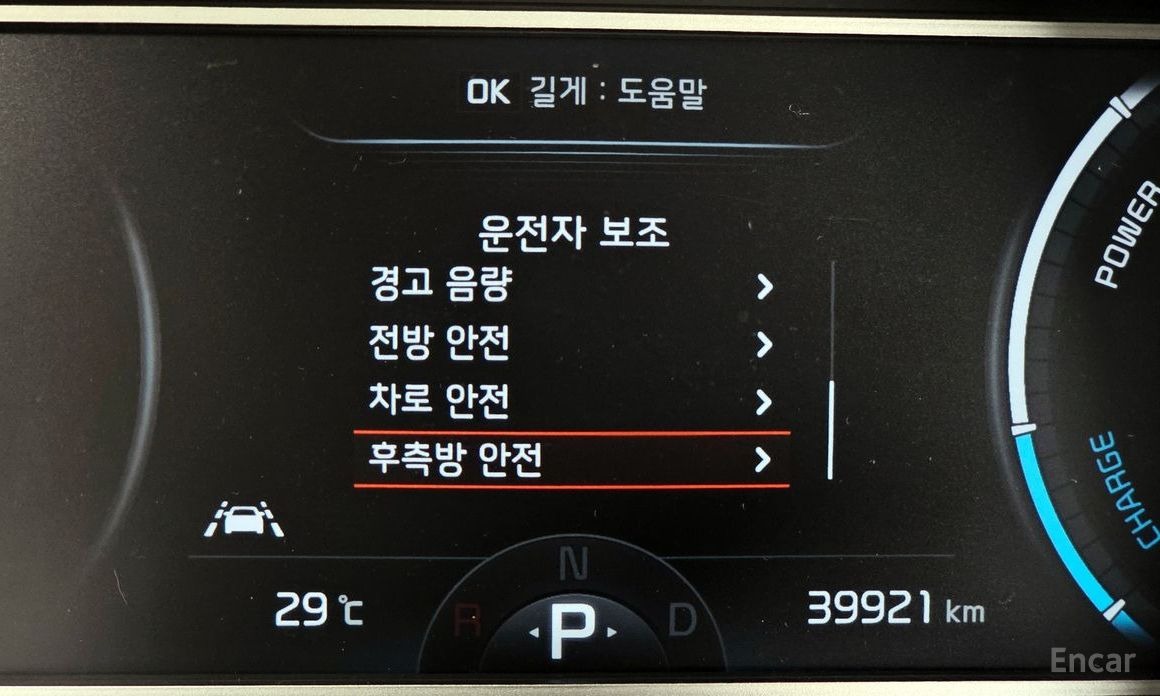 OK 길게 : 도움말
운전자 보조
경고 음량
전방 안전
차로 안전
후측방 안전
POWER
CHARGE
N
R
P
D
29 ℃
39921 km
Encar